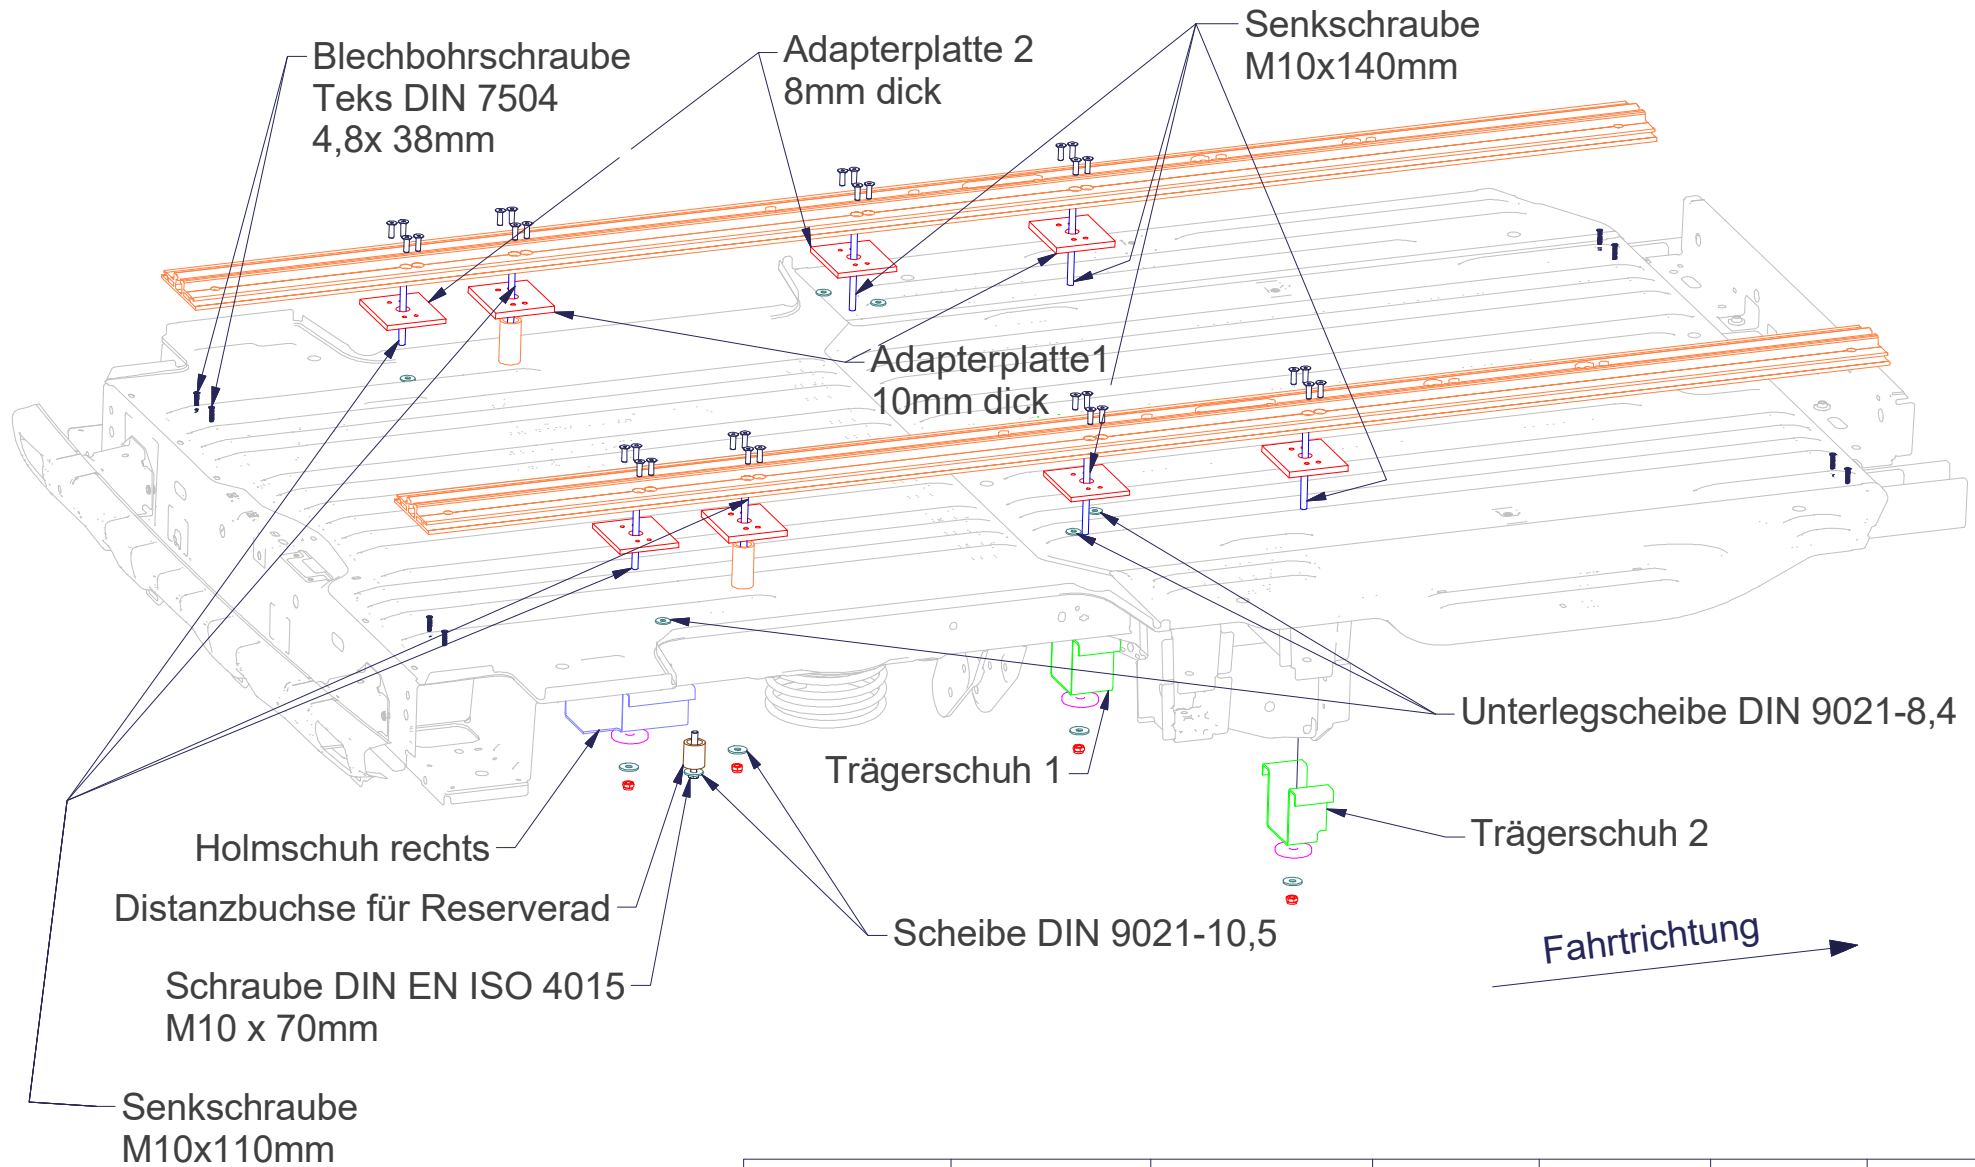 Blechbohrschraube
Teks DIN 7504
4,8x 38mm
Adapterplatte 2
8mm dick
Senkschraube
M10x140mm
Adapterplatte1
10mm dick
Unterlegscheibe DIN 9021-8,4
Trägerschuh 1
Trägerschuh 2
Holmschuh rechts
Distanzbuchse für Reserverad
Scheibe DIN 9021-10,5
Fahrtrichtung
Schraube DIN EN ISO 4015
M10 x 70mm
Senkschraube
M10x110mm